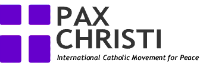 PAX
CHRISTI
International Catholic Movement for Peace